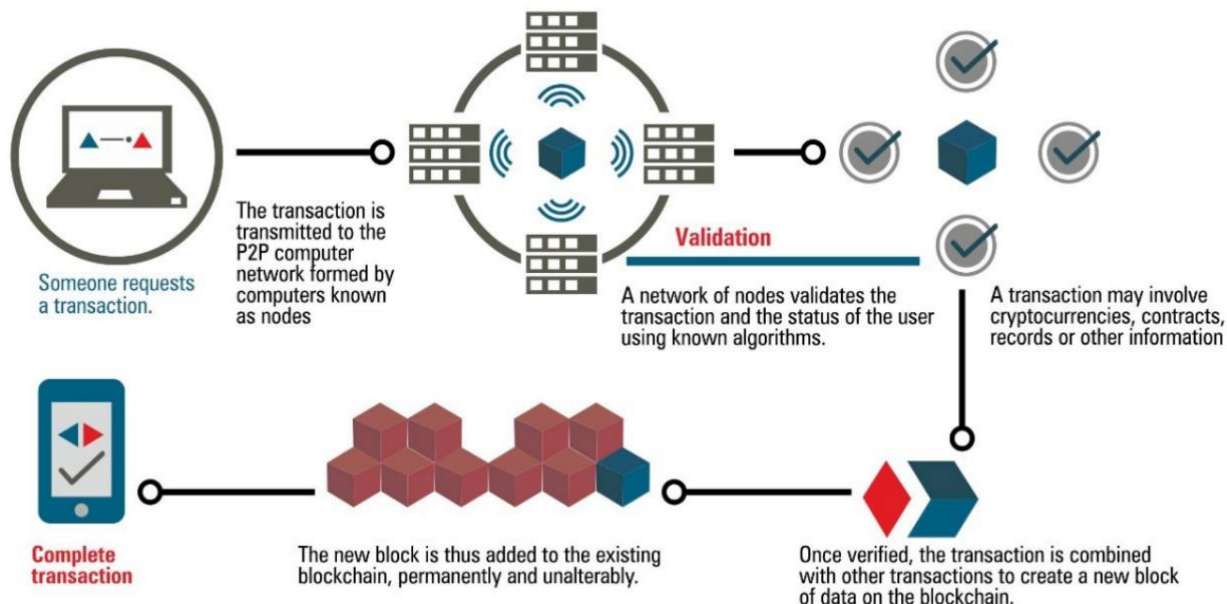 Someone requests
a transaction.
The transaction is
transmitted to the
P2P computer
network formed by
computers known
as nodes
Validation
A network of nodes validates the
transaction and the status of the user
using known algorithms.
A transaction may involve
cryptocurrencies, contracts,
records or other information
Complete
transaction
The new block is thus added to the existing
blockchain, permanently and unalterably.
Once verified, the transaction is combined
with other transactions to create a new block
of data on the blockchain.